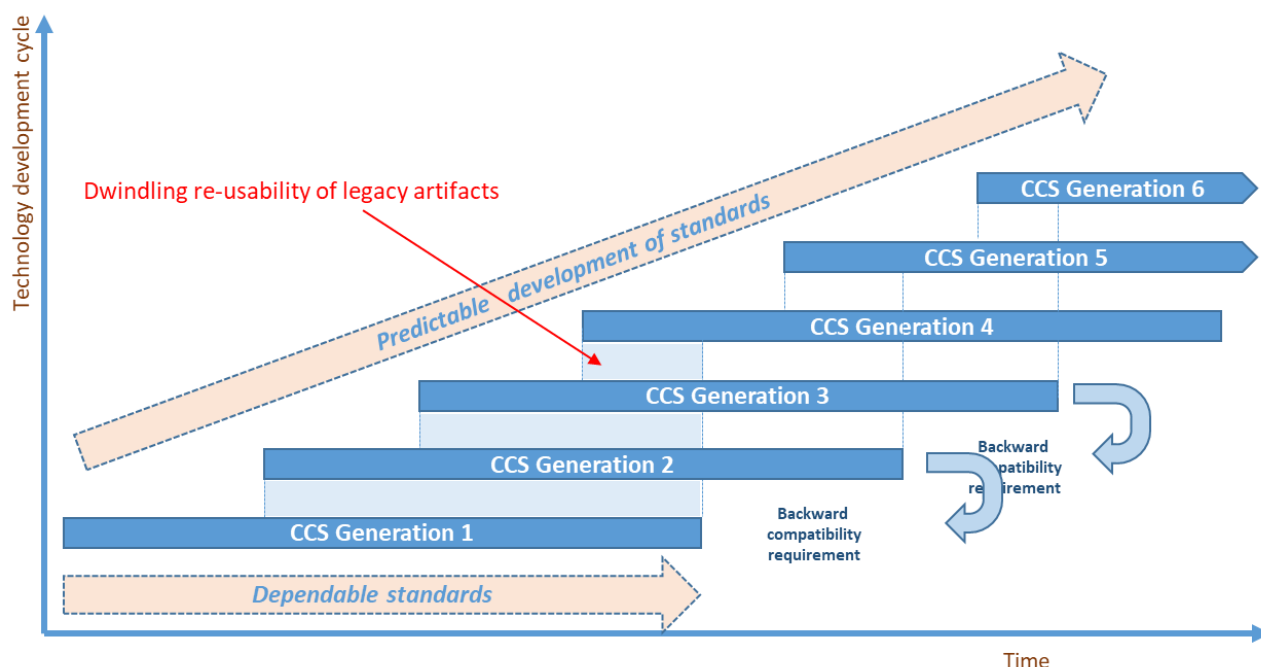 Technology development cycle
Dwindling re-usability of legacy artifacts
Predictable development of standards
CCS Generation 6
CCS Generation 5
CCS Generation 4
CCS Generation 3
Backward
compatibility
requirement
CCS Generation 2
Backward
compatibility
requirement
CCS Generation 1
Dependable standards
Time